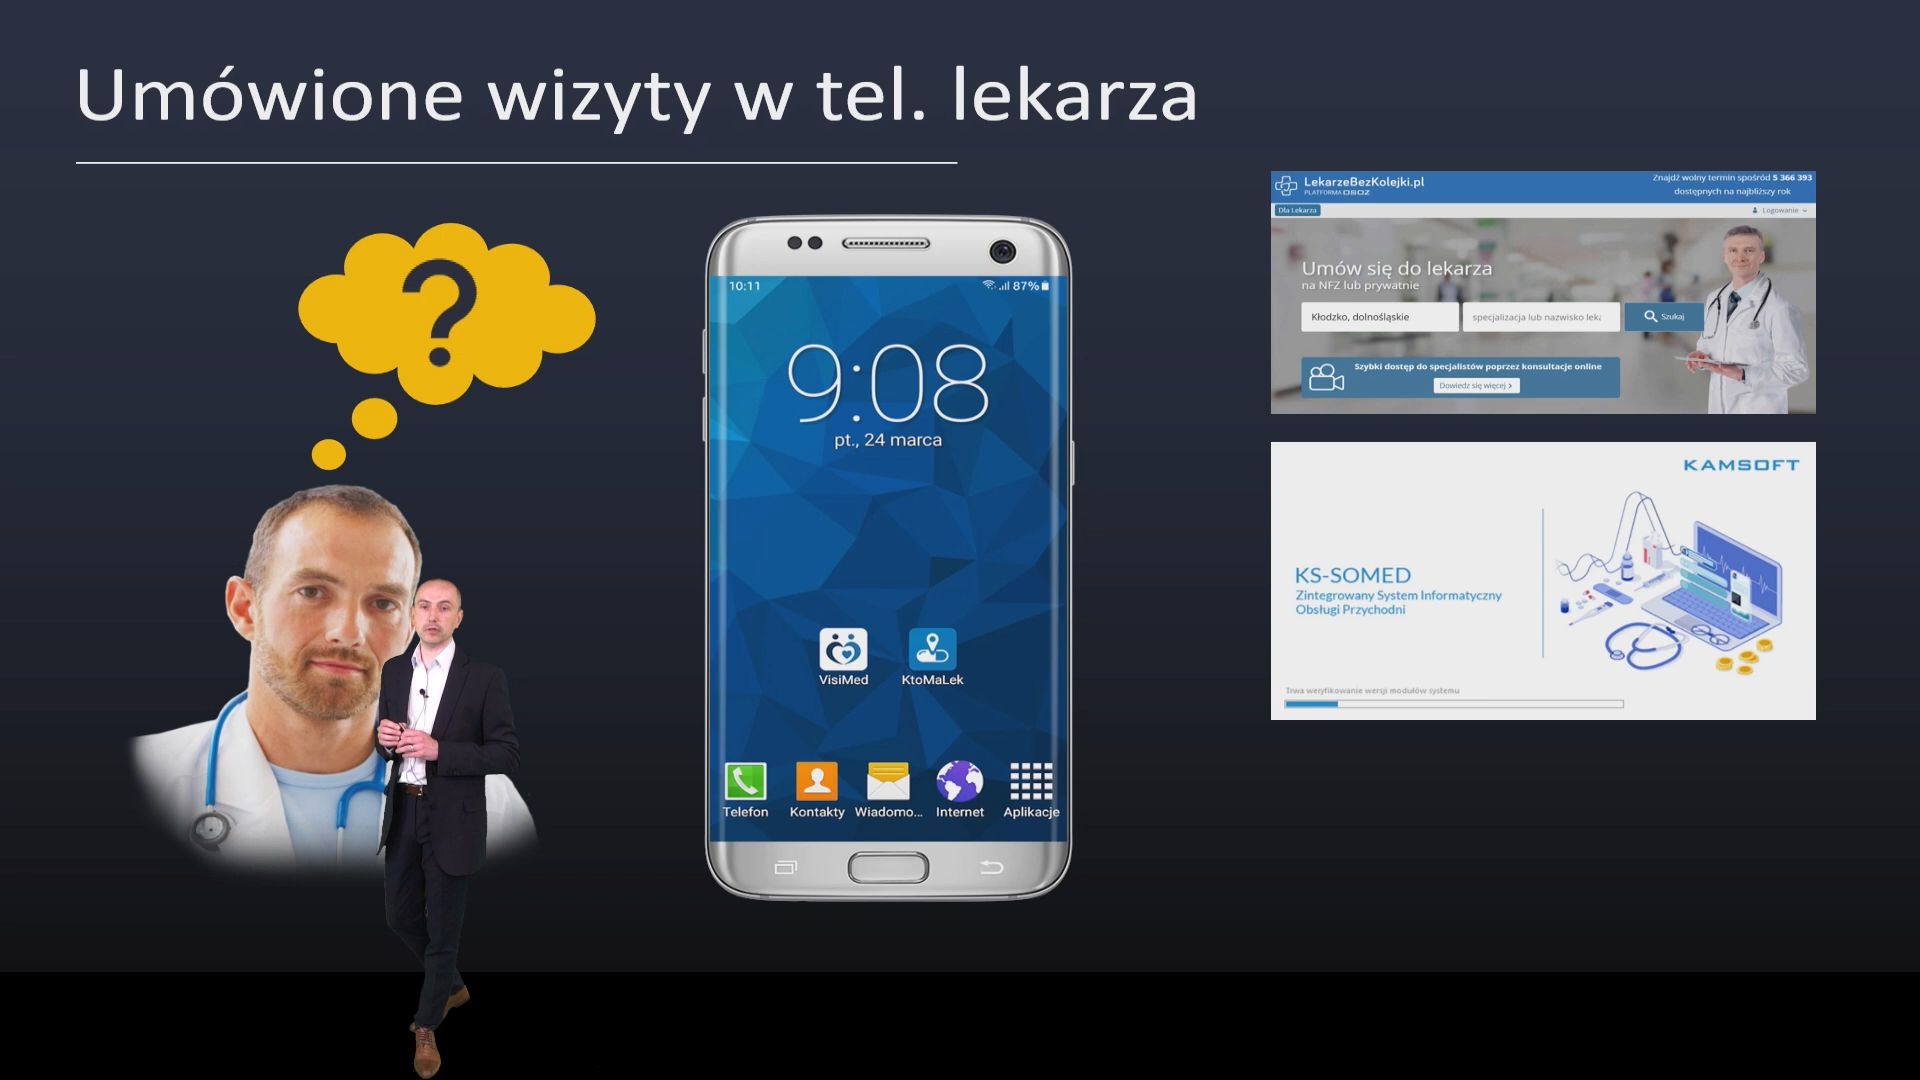 Umówione wizyty w tel. lekarza
?
10:11
87%
9:08
pt., 24 marca
VisiMed
KtoMaLek
Telefon
Kontakty
Wiadomo...
Internet
Aplikacje
LekarzeBezKolejki.pl
PLATFORMA OSOZ
Znajdź wolny termin spośród 5 366 393
dostępnych na najbliższy rok
Dla Lekarza
Logowanie
Umów się do lekarza
na NFZ lub prywatnie
Kłodzko, dolnośląskie
specjalizacja lub nazwisko leka
Szukaj
Szybki dostęp do specjalistów poprzez konsultacje online
Dowiedz się więcej >
KAMSOFT
KS-SOMED
Zintegrowany System Informatyczny
Obsługi Przychodni
Trwa weryfikowanie wersji modułów systemu